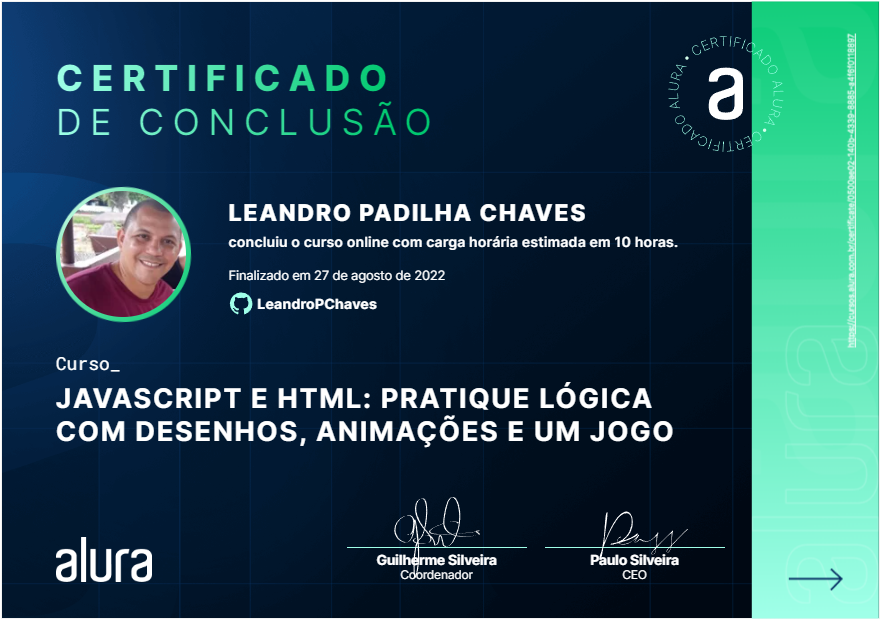 CERTIFICADO
DE CONCLUSÃO
CERTIFICADO ALURA • CERTIFICADO ALURA •
a
LEANDRO PADILHA CHAVES
concluiu o curso online com carga horária estimada em 10 horas.
Finalizado em 27 de agosto de 2022
LeandroPChaves
Curso_
JAVASCRIPT E HTML: PRATIQUE LÓGICA
COM DESENHOS, ANIMAÇÕES E UM JOGO
alura
Guilherme Silveira
Coordenador
Paulo Silveira
CEO
alura